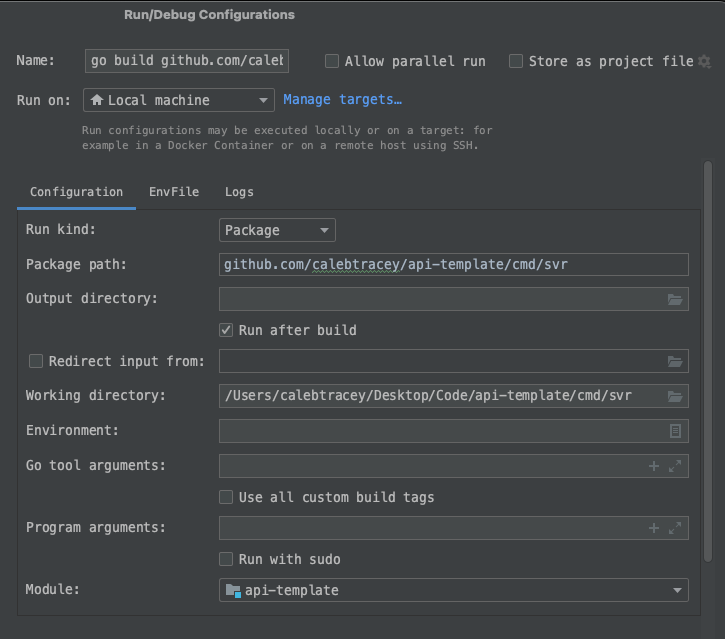 Run/Debug Configurations
Name: go build github.com/caleb
Allow parallel run
Store as project file
Run on: Local machine Manage targets...
Run configurations may be executed locally or on a target: for
example in a Docker Container or on a remote host using SSH.
Configuration EnvFile Logs
Run kind: Package
Package path: github.com/calebtracey/api-template/cmd/svr
Output directory:
Run after build
Redirect input from:
Working directory: /Users/calebtracey/Desktop/Code/api-template/cmd/svr
Environment:
Go tool arguments:
Use all custom build tags
Program arguments:
Run with sudo
Module: api-template